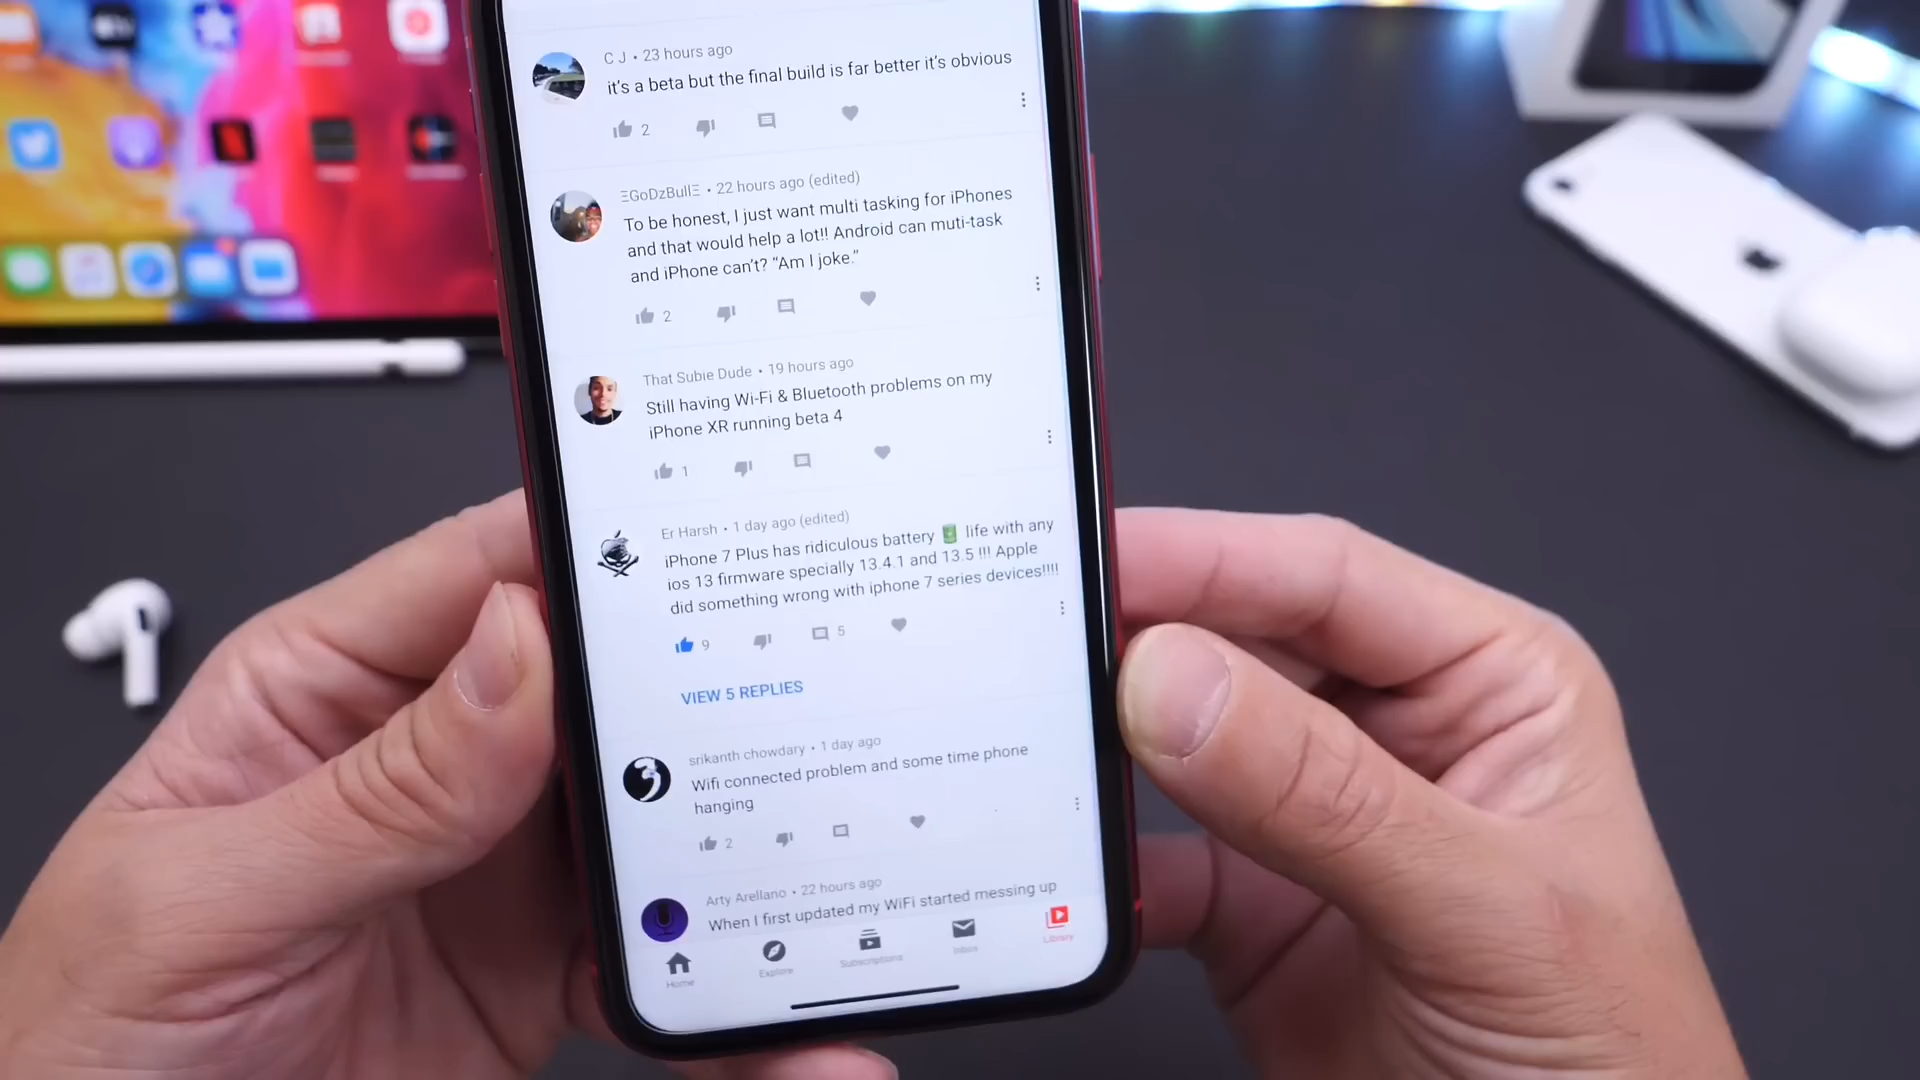 C J • 23 hours ago
it's a beta but the final build is far better it's obvious
2
ΞGoDzBullΞ • 22 hours ago (edited)
To be honest, I just want multi tasking for iPhones
and that would help a lot!! Android can muti-task
and iPhone can't? “Am I joke.”
2
That Subie Dude • 19 hours ago
Still having Wi-Fi & Bluetooth problems on my
iPhone XR running beta 4
1
Er Harsh • 1 day ago (edited)
iPhone 7 Plus has ridiculous battery 🔋 life with any
ios 13 firmware specially 13.4.1 and 13.5 !!! Apple
did something wrong with iphone 7 series devices!!!!
9
5
VIEW 5 REPLIES
srikanth chowdary • 1 day ago
Wifi connected problem and some time phone
hanging
2
Arty Arellano • 22 hours ago
When I first updated my WiFi started messing up
Home
Explore
Subscriptions
Inbox
Library